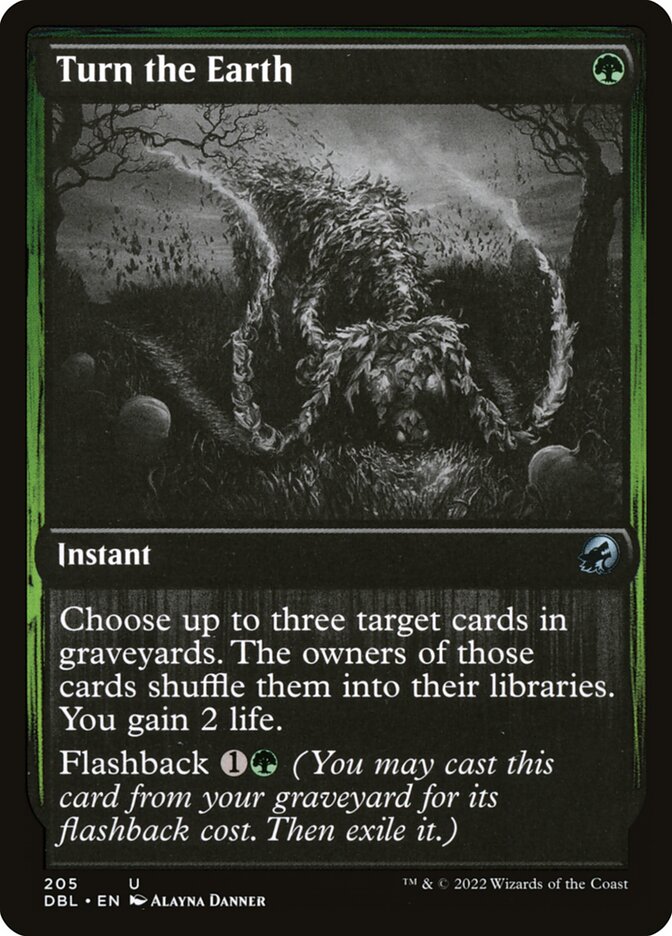 Turn the Earth
Instant
Choose up to three target cards in
graveyards. The owners of those
cards shuffle them into their libraries.
You gain 2 life.
Flashback 1 (You may cast this
card from your graveyard for its
flashback cost. Then exile it.)
205 U ™ & © 2022 Wizards of the Coast
DBL • EN Alayna Danner